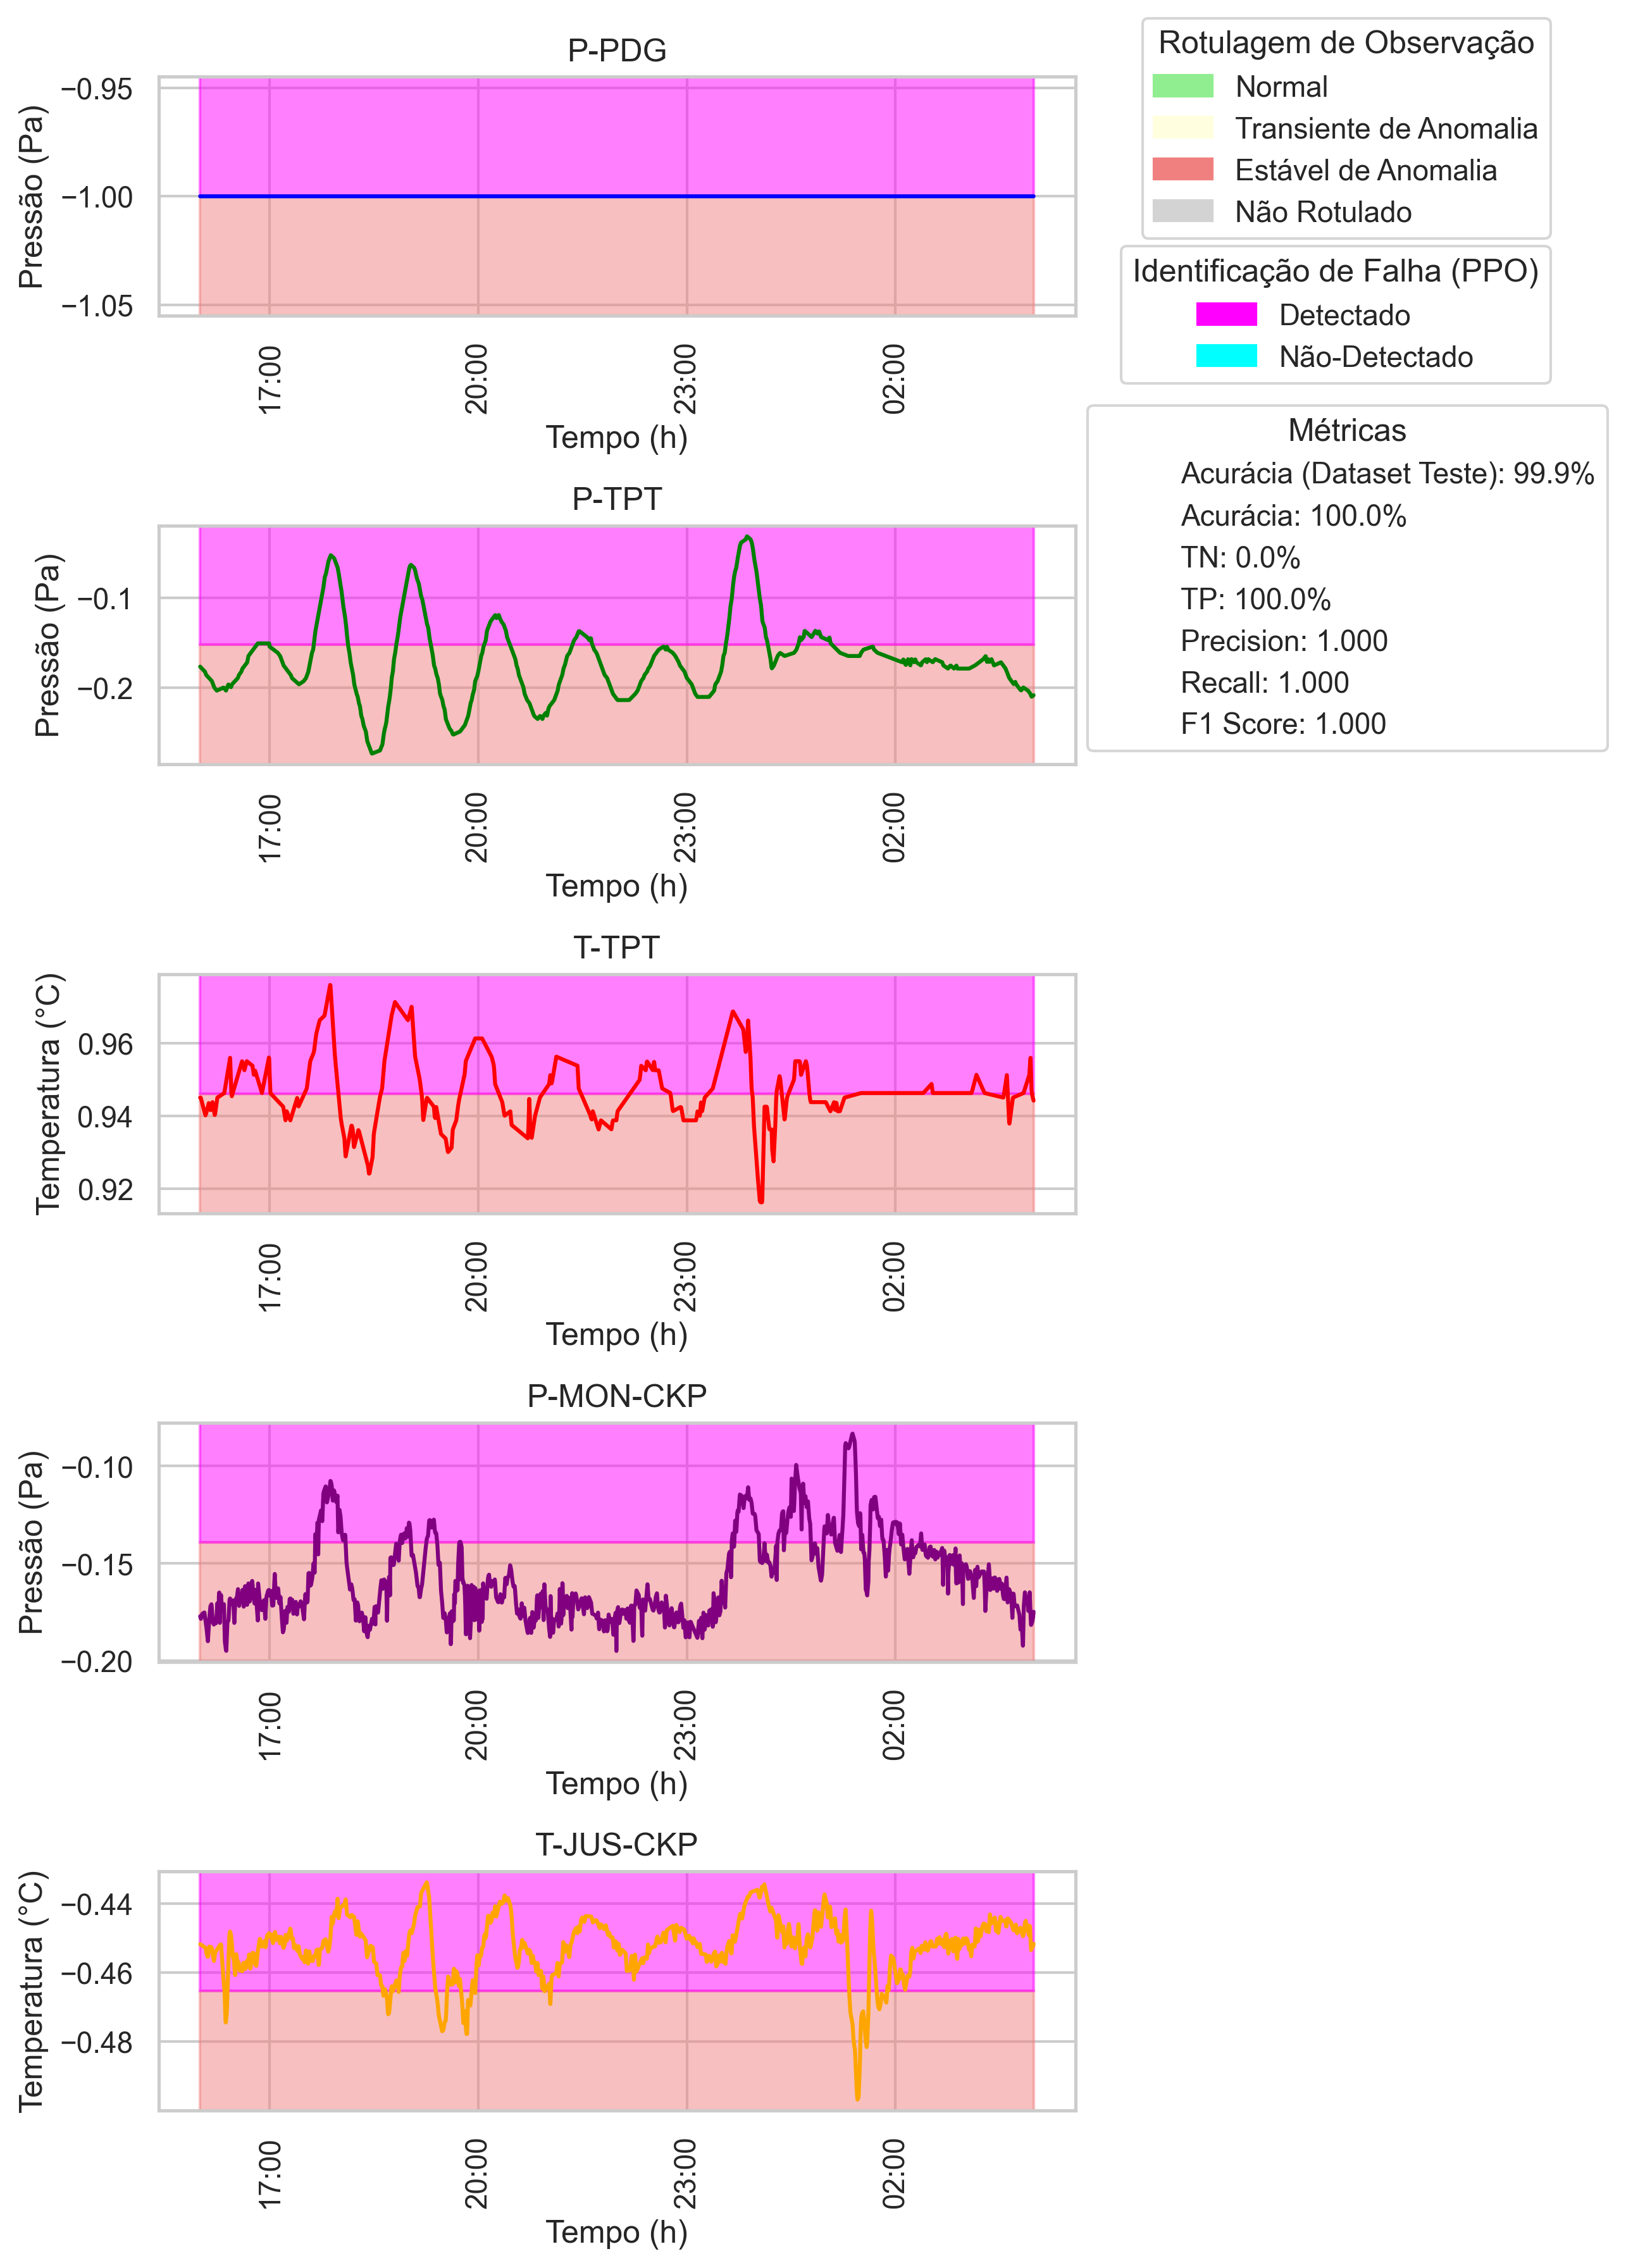 P-PDG
Pressão (Pa)
−0.95
−1.00
−1.05
17:00
20:00
23:00
02:00
Tempo (h)
Rotulagem de Observação
Normal
Transiente de Anomalia
Estável de Anomalia
Não Rotulado
Identificação de Falha (PPO)
Detectado
Não-Detectado
Métricas
Acurácia (Dataset Teste): 99.9%
Acurácia: 100.0%
TN: 0.0%
TP: 100.0%
Precision: 1.000
Recall: 1.000
F1 Score: 1.000
P-TPT
Pressão (Pa)
−0.1
−0.2
17:00
20:00
23:00
02:00
Tempo (h)
T-TPT
Temperatura (°C)
0.96
0.94
0.92
17:00
20:00
23:00
02:00
Tempo (h)
P-MON-CKP
Pressão (Pa)
−0.10
−0.15
−0.20
17:00
20:00
23:00
02:00
Tempo (h)
T-JUS-CKP
Temperatura (°C)
−0.44
−0.46
−0.48
17:00
20:00
23:00
02:00
Tempo (h)